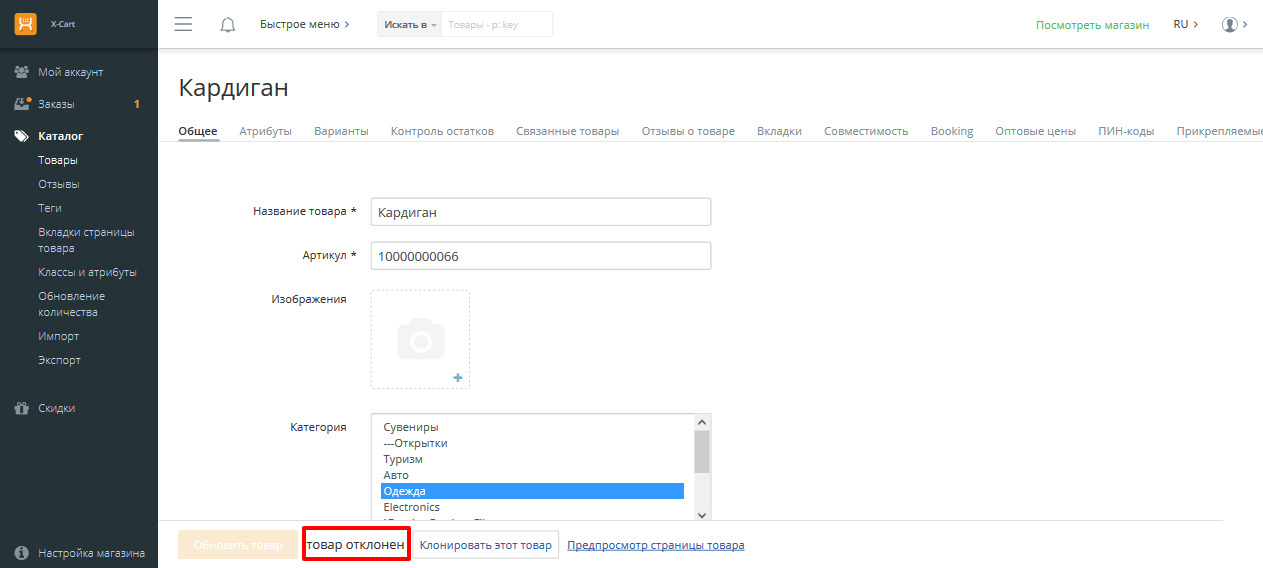 X-Cart
Быстрое меню
Искать в
Товары - p: key
Посмотреть магазин
RU
Мой аккаунт
Заказы
1
Каталог
Товары
Отзывы
Теги
Вкладки страницы
товара
Классы и атрибуты
Обновление
количества
Импорт
Экспорт
Скидки
Настройка магазина
Кардиган
Общее Атрибуты Варианты Контроль остатков Связанные товары Отзывы о товаре Вкладки Совместимость Booking Оптовые цены ПИН-коды Прикрепляемые
Название товара * Кардиган
Артикул * 10000000066
Изображения
Категория
Сувениры
---Открытки
Туризм
Авто
Одежда
Electronics
Обновить товар товар отклонен Клонировать этот товар Предпросмотр страницы товара